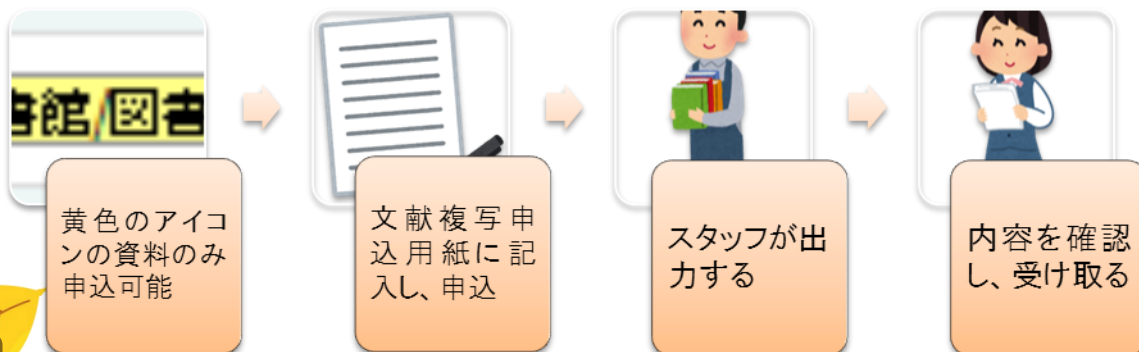 書館/図書
黄色のアイコ
ンの資料のみ
申込可能
文献複写申
込用紙に記
入し、申込
スタッフが出
力する
内容を確認
し、受け取る